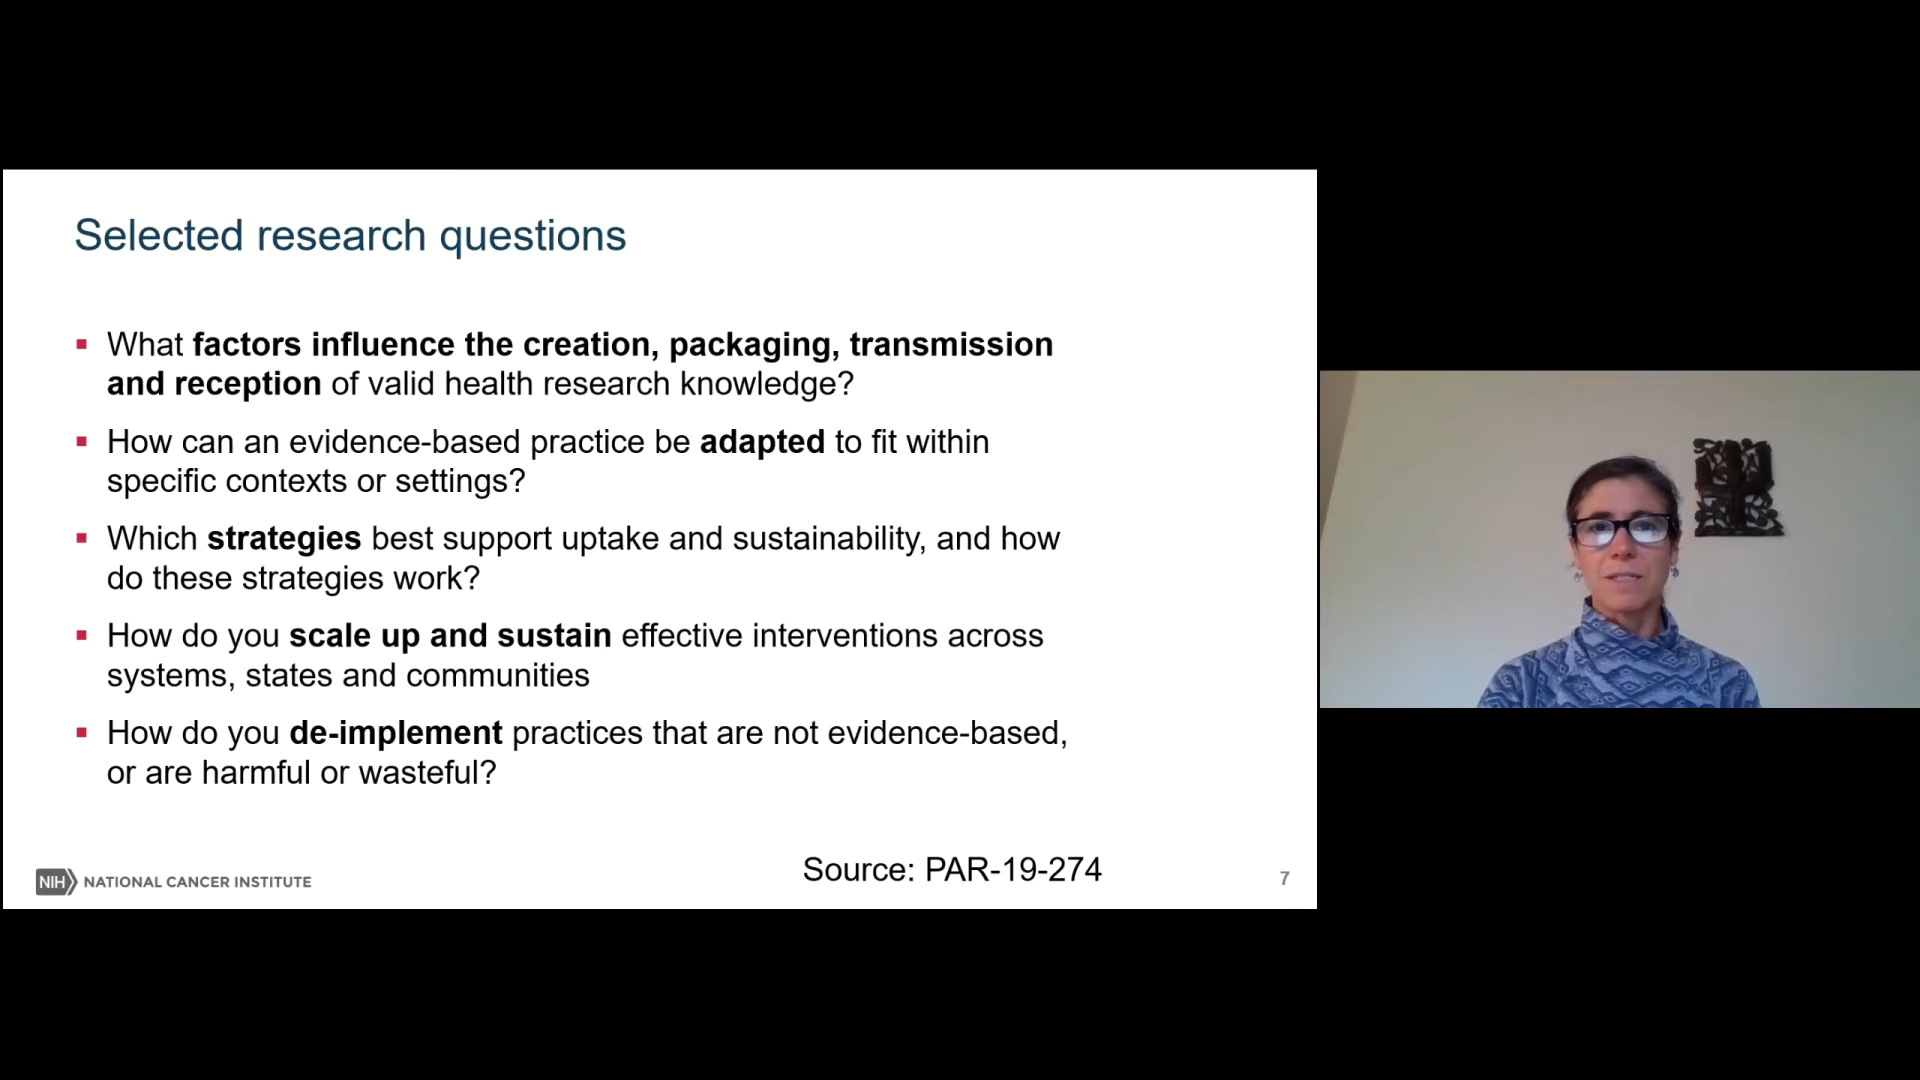 Selected research questions
What factors influence the creation, packaging, transmission
and reception of valid health research knowledge?
How can an evidence-based practice be adapted to fit within
specific contexts or settings?
Which strategies best support uptake and sustainability, and how
do these strategies work?
How do you scale up and sustain effective interventions across
systems, states and communities
How do you de-implement practices that are not evidence-based,
or are harmful or wasteful?
Source: PAR-19-274
NIH NATIONAL CANCER INSTITUTE
7